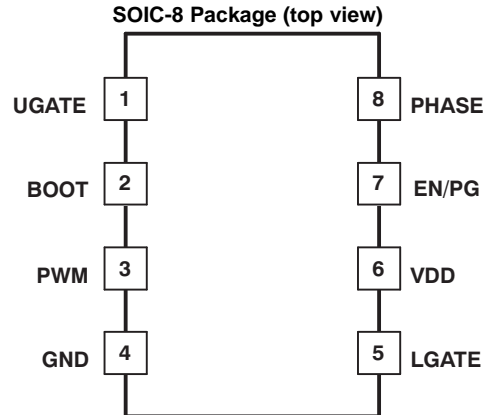 SOIC-8 Package (top view)
UGATE 1 8 PHASE
BOOT 2 7 EN/PG
PWM 3 6 VDD
GND 4 5 LGATE